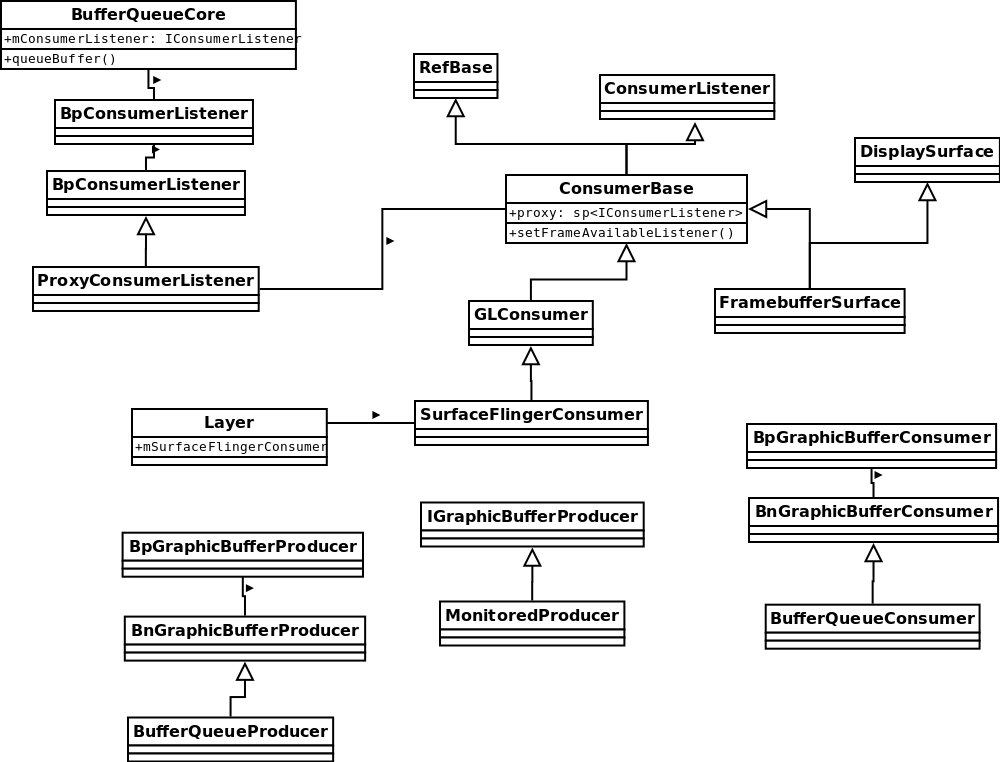 BufferQueueCore
+mConsumerListener: IConsumerListener
+queueBuffer()
BpConsumerListener
BpConsumerListener
ProxyConsumerListener
RefBase
ConsumerListener
DisplaySurface
ConsumerBase
+proxy: sp<IConsumerListener>
+setFrameAvailableListener()
FramebufferSurface
GLConsumer
Layer
+mSurfaceFlingerConsumer
SurfaceFlingerConsumer
BpGraphicBufferConsumer
BnGraphicBufferConsumer
BufferQueueConsumer
IGraphicBufferProducer
MonitoredProducer
BpGraphicBufferProducer
BnGraphicBufferProducer
BufferQueueProducer